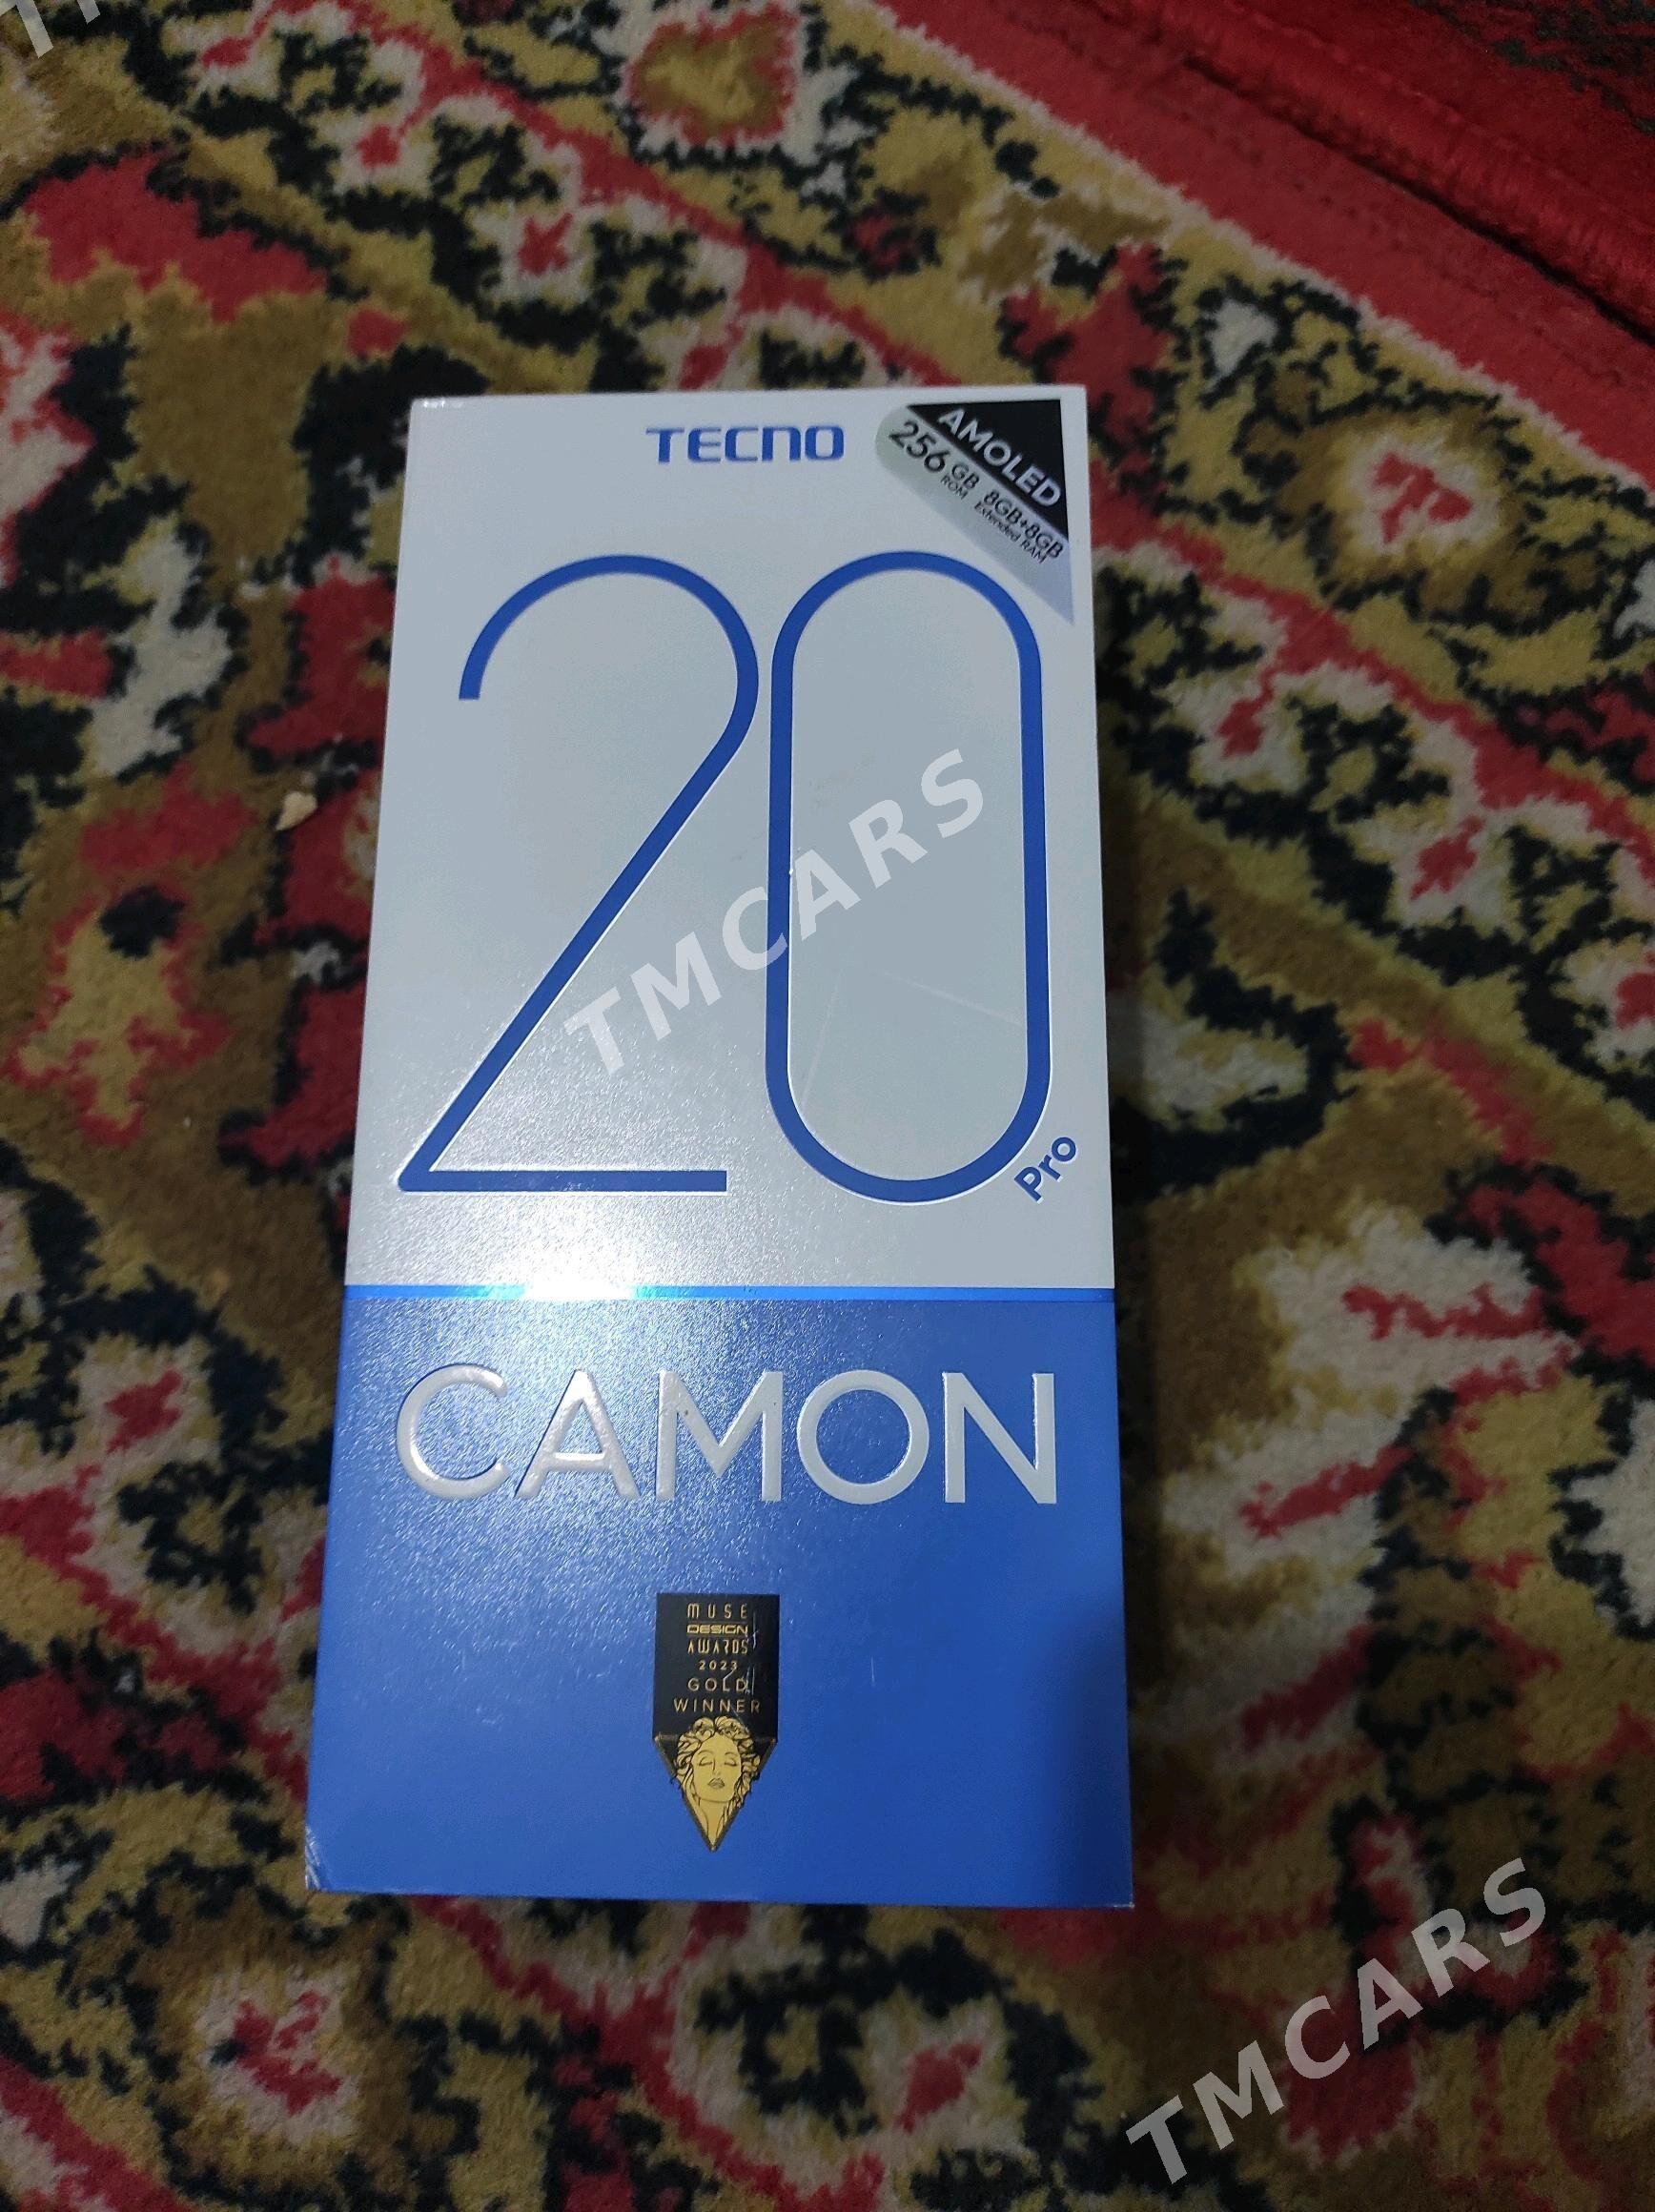 TECNO
AMOLED
256 GB ROM 8GB+8GB Extended RAM
20
Pro
TMCARS
CAMON
MUSE
DESIGN
AWARDS
2023
GOLD
WINNER
TMCARS